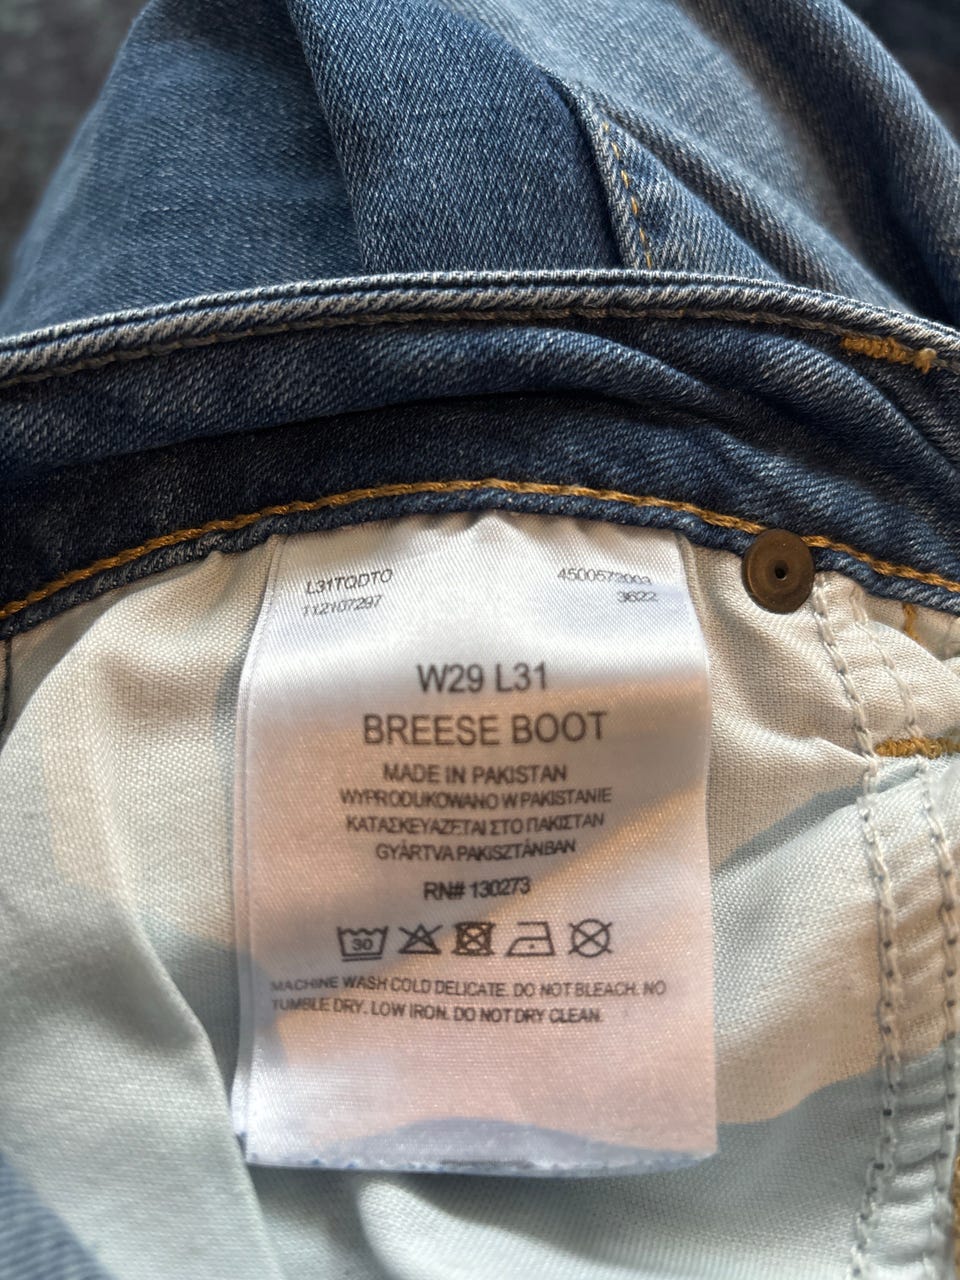 L31TQDTO
112107297
4500572003
3622
W29 L31
BREESE BOOT
MADE IN PAKISTAN
WYPRODUKOWANO W PAKISTANIE
ΚΑΤΑΣΚΕΥΑΖΕΤΑΙ ΣΤΟ ΠΑΚΙΣΤΑΝ
GYÁRTVA PAKISZTÁNBAN
RN# 130273
30
MACHINE WASH COLD DELICATE. DO NOT BLEACH. NO
TUMBLE DRY. LOW IRON. DO NOT DRY CLEAN.